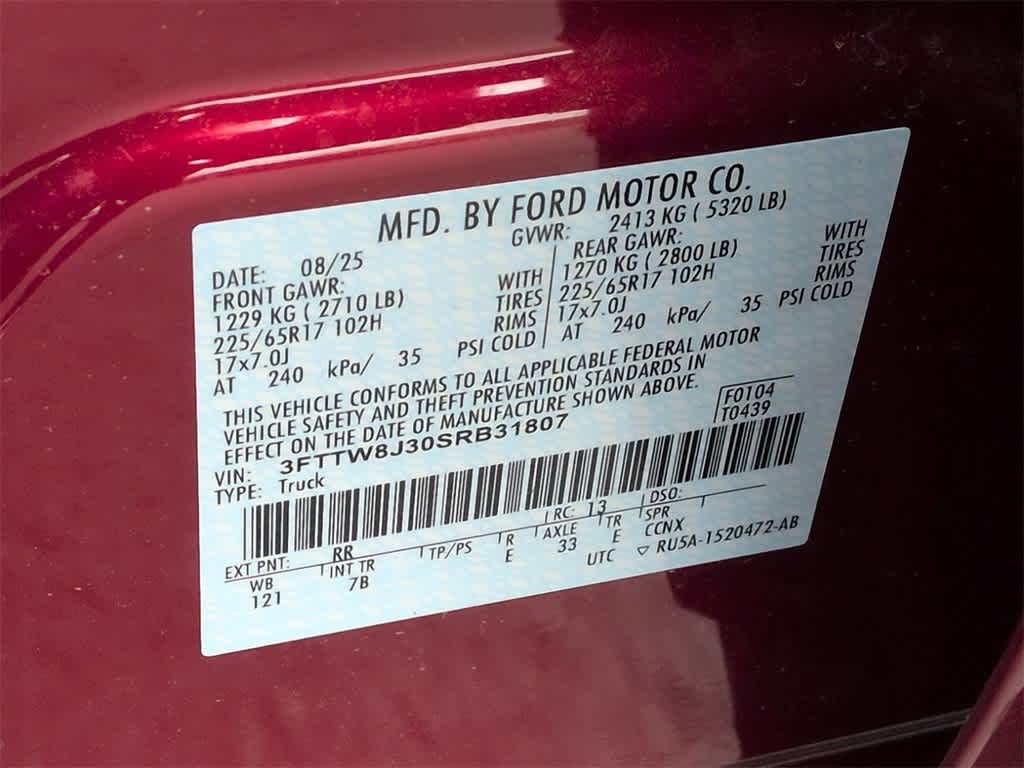 MFD. BY FORD MOTOR CO.
DATE: 08/25 GVWR: 2413 KG ( 5320 LB)
FRONT GAWR: REAR GAWR:
1229 KG ( 2710 LB) WITH 1270 KG ( 2800 LB) WITH
225/65R17 102H TIRES 225/65R17 102H TIRES
17x7.0J RIMS 17x7.0J RIMS
AT 240 kPa/ 35 PSI COLD AT 240 kPa/ 35 PSI COLD
THIS VEHICLE CONFORMS TO ALL APPLICABLE FEDERAL MOTOR
VEHICLE SAFETY AND THEFT PREVENTION STANDARDS IN
EFFECT ON THE DATE OF MANUFACTURE SHOWN ABOVE.
VIN: 3FTTW8J30SRB31807 F0104
TYPE: Truck T0439
EXT PNT: RR RC: 13 DSO:
WB INT TR TP/PS R AXLE TR SPR
121 7B E 33 E CCNX
UTC ▽ RU5A-1520472-AB